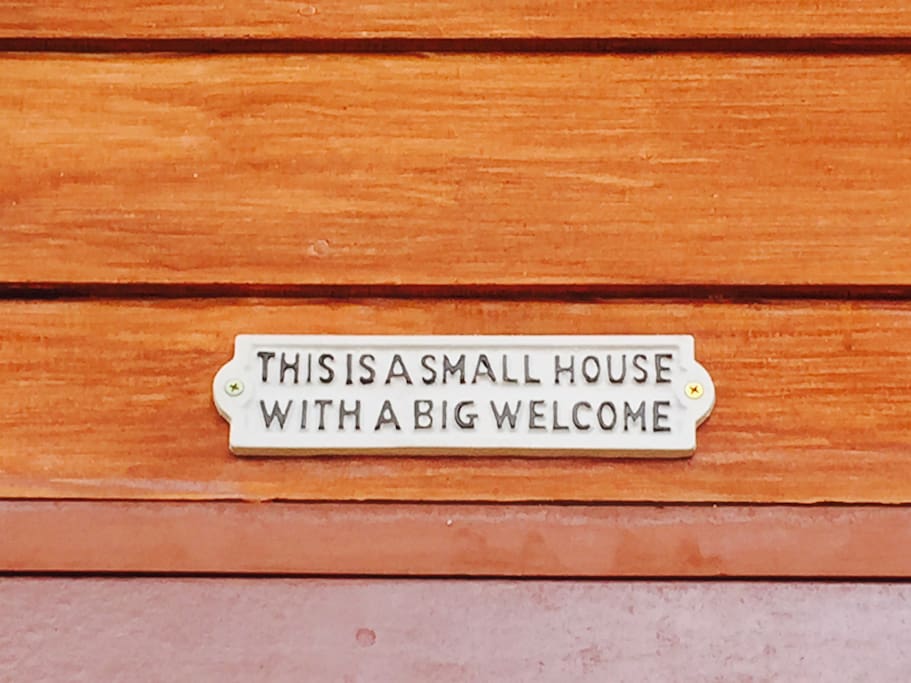 THIS IS A SMALL HOUSE
WITH A BIG WELCOME